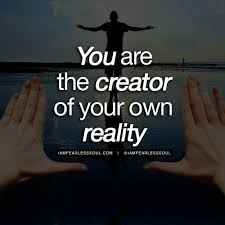 You are
the creator
of your own
reality
IAMFEARLESSSOUL.COM | @IAMFEARLESSSOUL